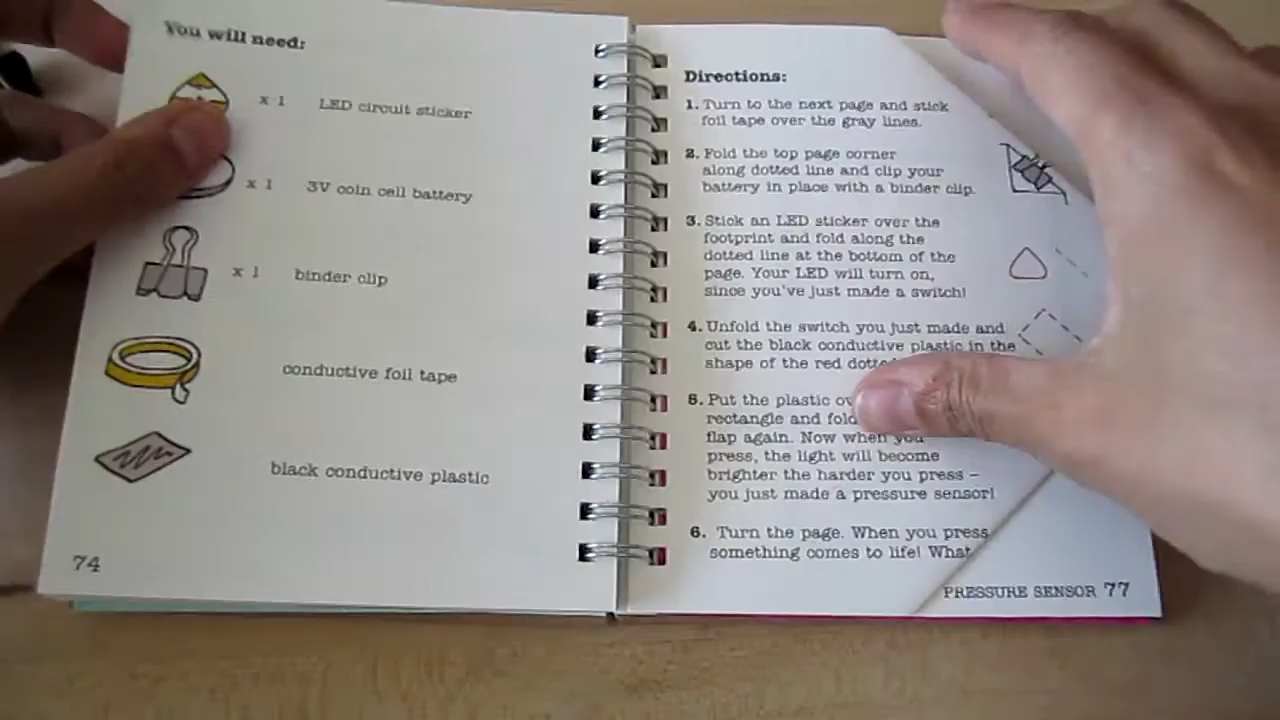 You will need:
x 1 LED circuit sticker
x 1 3V coin cell battery
x 1 binder clip
conductive foil tape
black conductive plastic
74
Directions:
1. Turn to the next page and stick
foil tape over the gray lines.
2. Fold the top page corner
along dotted line and clip your
battery in place with a binder clip.
3. Stick an LED sticker over the
footprint and fold along the
dotted line at the bottom of the
page. Your LED will turn on,
since you've just made a switch!
4. Unfold the switch you just made and
cut the black conductive plastic in the
shape of the red
5. Put the plastic
rectangle and fold
flap again. Now when you
press, the light will become
brighter the harder you press –
you just made a pressure sensor!
6. Turn the page. When you press
something comes to life! What
PRESSURE SENSOR 77